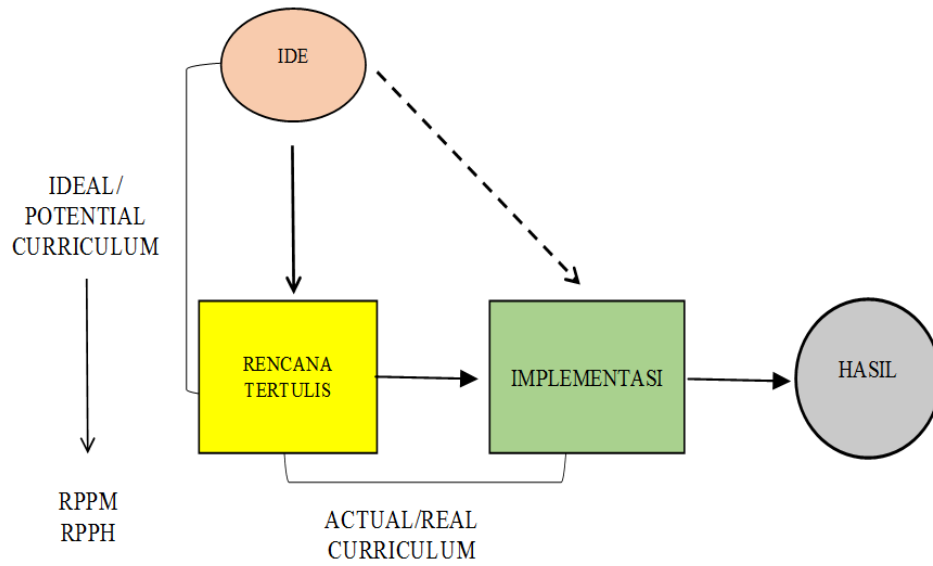 IDE
IDEAL/
POTENTIAL
CURRICULUM
RENCANA
TERTULIS
IMPLEMENTASI
HASIL
RPPM
RPPH
ACTUAL/REAL
CURRICULUM